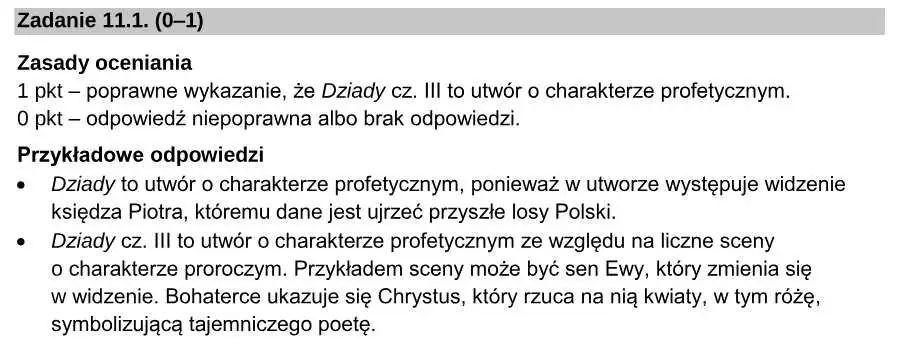 Zadanie 11.1. (0–1)
Zasady oceniania
1 pkt – poprawne wykazanie, że Dziady cz. III to utwór o charakterze profetycznym.
0 pkt – odpowiedź niepoprawna albo brak odpowiedzi.
Przykładowe odpowiedzi
• Dziady to utwór o charakterze profetycznym, ponieważ w utworze występuje widzenie
księdza Piotra, któremu dane jest ujrzeć przyszłe losy Polski.
• Dziady cz. III to utwór o charakterze profetycznym ze względu na liczne sceny
o charakterze proroczym. Przykładem sceny może być sen Ewy, który zmienia się
w widzenie. Bohaterce ukazuje się Chrystus, który rzuca na nią kwiaty, w tym różę,
symbolizującą tajemniczego poetę.